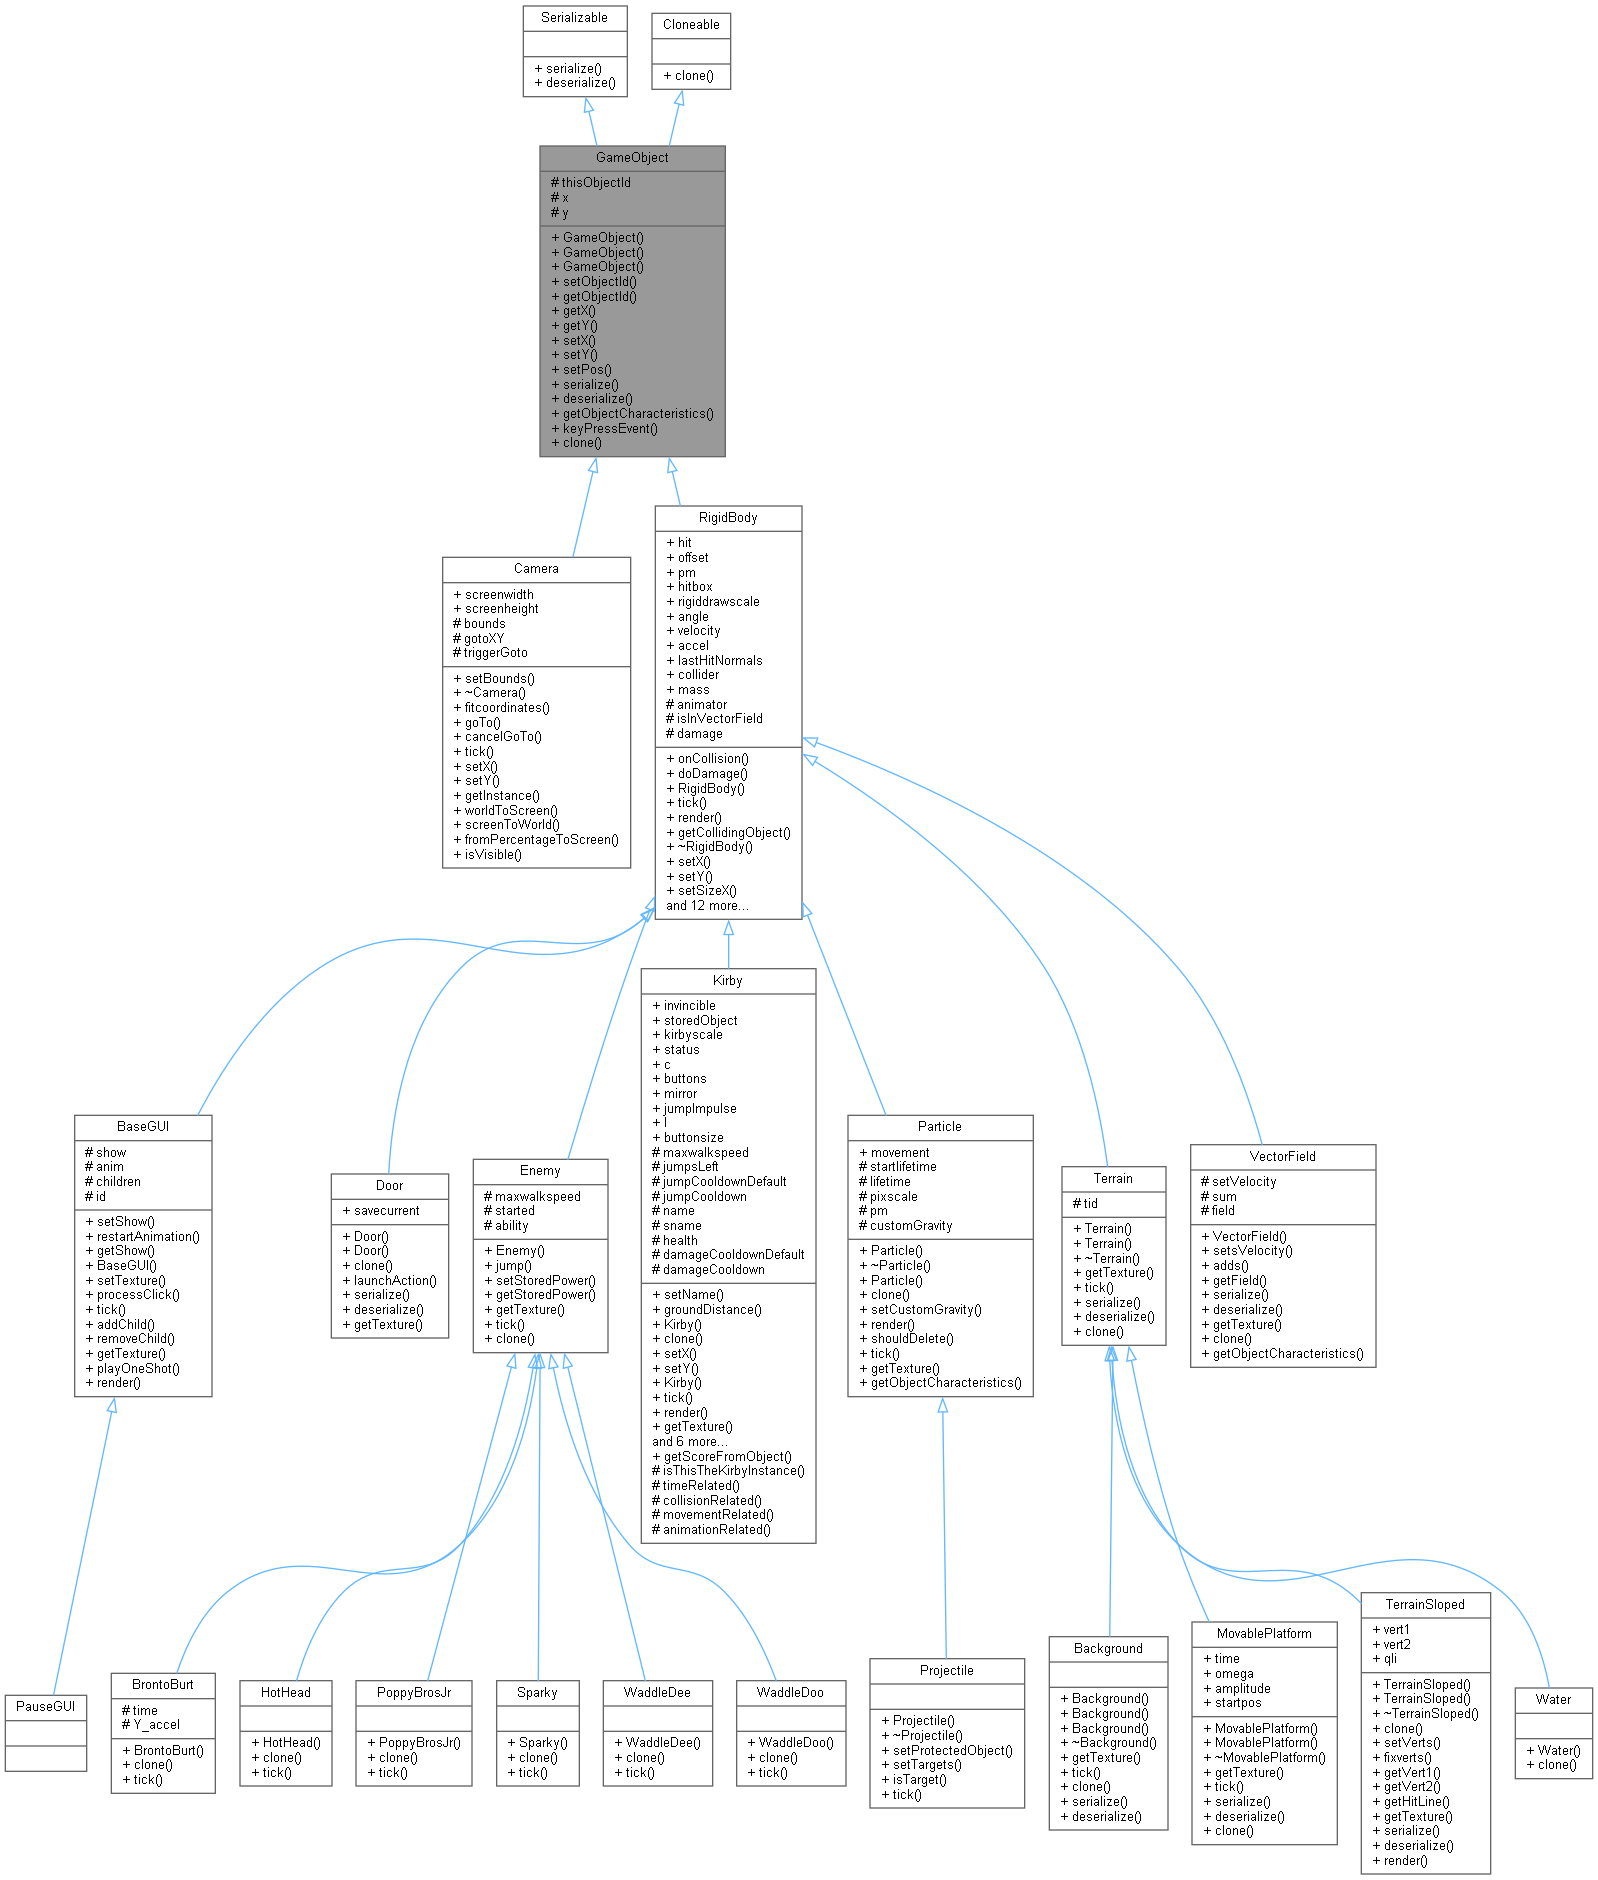 Serializable
+ serialize()
+ deserialize()
Cloneable
+ clone()
GameObject
# thisObjectId
# x
# y
+ GameObject()
+ GameObject()
+ GameObject()
+ setObjectId()
+ getObjectId()
+ getX()
+ getY()
+ setX()
+ setY()
+ setPos()
+ serialize()
+ deserialize()
+ getObjectCharacteristics()
+ keyPressEvent()
+ clone()
Camera
+ screenwidth
+ screenheight
# bounds
# gotoXY
# triggerGoto
+ setBounds()
+ ~Camera()
+ fitcoordinates()
+ goTo()
+ cancelGoTo()
+ tick()
+ setX()
+ setY()
+ getInstance()
+ worldToScreen()
+ screenToWorld()
+ fromPercentageToScreen()
+ isVisible()
RigidBody
+ hit
+ offset
+ pm
+ hitbox
+ rigiddrawscale
+ angle
+ velocity
+ accel
+ lastHitNormals
+ collider
+ mass
# animator
# isInVectorField
# damage
+ onCollision()
+ doDamage()
+ RigidBody()
+ tick()
+ render()
+ getCollidingObject()
+ ~RigidBody()
+ setX()
+ setY()
+ setSizeX()
and 12 more...
BaseGUI
# show
# anim
# children
# id
+ setShow()
+ restartAnimation()
+ getShow()
+ BaseGUI()
+ setTexture()
+ processClick()
+ tick()
+ addChild()
+ removeChild()
+ getTexture()
+ playOneShot()
+ render()
Door
+ savecurrent
+ Door()
+ Door()
+ clone()
+ launchAction()
+ serialize()
+ deserialize()
+ getTexture()
Enemy
# maxwalkspeed
# started
# ability
+ Enemy()
+ jump()
+ setStoredPower()
+ getStoredPower()
+ getTexture()
+ tick()
+ clone()
Kirby
+ invincible
+ storedObject
+ kirbyscale
+ status
+ c
+ buttons
+ mirror
+ jumpImpulse
+ l
+ buttonsize
# maxwalkspeed
# jumpsLeft
# jumpCooldownDefault
# jumpCooldown
# name
# sname
# health
# damageCooldownDefault
# damageCooldown
+ setName()
+ groundDistance()
+ Kirby()
+ clone()
+ setX()
+ setY()
+ Kirby()
+ tick()
+ render()
+ getTexture()
and 6 more...
+ getScoreFromObject()
# isThisTheKirbyInstance()
# timeRelated()
# collisionRelated()
# movementRelated()
# animationRelated()
Particle
+ movement
# startlifetime
# lifetime
# pixscale
# pm
# customGravity
+ Particle()
+ ~Particle()
+ Particle()
+ clone()
+ setCustomGravity()
+ render()
+ shouldDelete()
+ tick()
+ getTexture()
+ getObjectCharacteristics()
Terrain
# tid
+ Terrain()
+ Terrain()
+ ~Terrain()
+ getTexture()
+ tick()
+ serialize()
+ deserialize()
+ clone()
VectorField
# setVelocity
# sum
# field
+ VectorField()
+ setsVelocity()
+ adds()
+ getField()
+ serialize()
+ deserialize()
+ getTexture()
+ clone()
+ getObjectCharacteristics()
PauseGUI
BrontoBurt
# time
# Y_accel
+ BrontoBurt()
+ clone()
+ tick()
HotHead
+ HotHead()
+ clone()
+ tick()
PoppyBrosJr
+ PoppyBrosJr()
+ clone()
+ tick()
Sparky
+ Sparky()
+ clone()
+ tick()
WaddleDee
+ WaddleDee()
+ clone()
+ tick()
WaddleDoo
+ WaddleDoo()
+ clone()
+ tick()
Projectile
+ Projectile()
+ ~Projectile()
+ setProtectedObject()
+ setTargets()
+ isTarget()
+ tick()
Background
+ Background()
+ Background()
+ Background()
+ ~Background()
+ getTexture()
+ tick()
+ clone()
+ serialize()
+ deserialize()
MovablePlatform
+ time
+ omega
+ amplitude
+ startpos
+ MovablePlatform()
+ MovablePlatform()
+ ~MovablePlatform()
+ getTexture()
+ tick()
+ serialize()
+ deserialize()
+ clone()
TerrainSloped
+ vert1
+ vert2
+ qli
+ TerrainSloped()
+ TerrainSloped()
+ ~TerrainSloped()
+ clone()
+ setVerts()
+ fixverts()
+ getVert1()
+ getVert2()
+ getHitLine()
+ getTexture()
+ serialize()
+ deserialize()
+ render()
Water
+ Water()
+ clone()